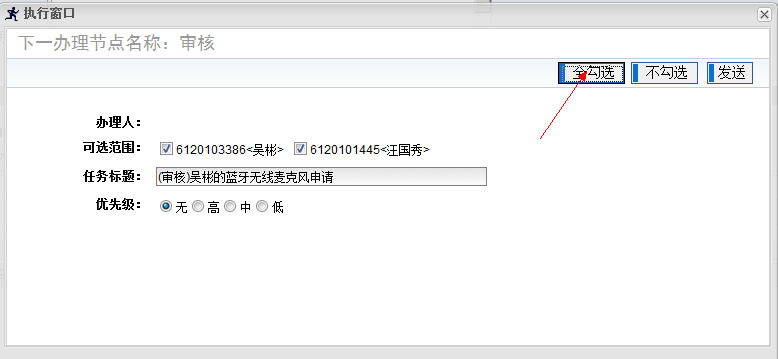 执行窗口
下一办理节点名称：审核
全勾选 不勾选 发送
办理人：
可选范围： 6120103386<吴彬> 6120101445<汪国秀>
任务标题： (审核)吴彬的蓝牙无线麦克风申请
优先级： 无 高 中 低